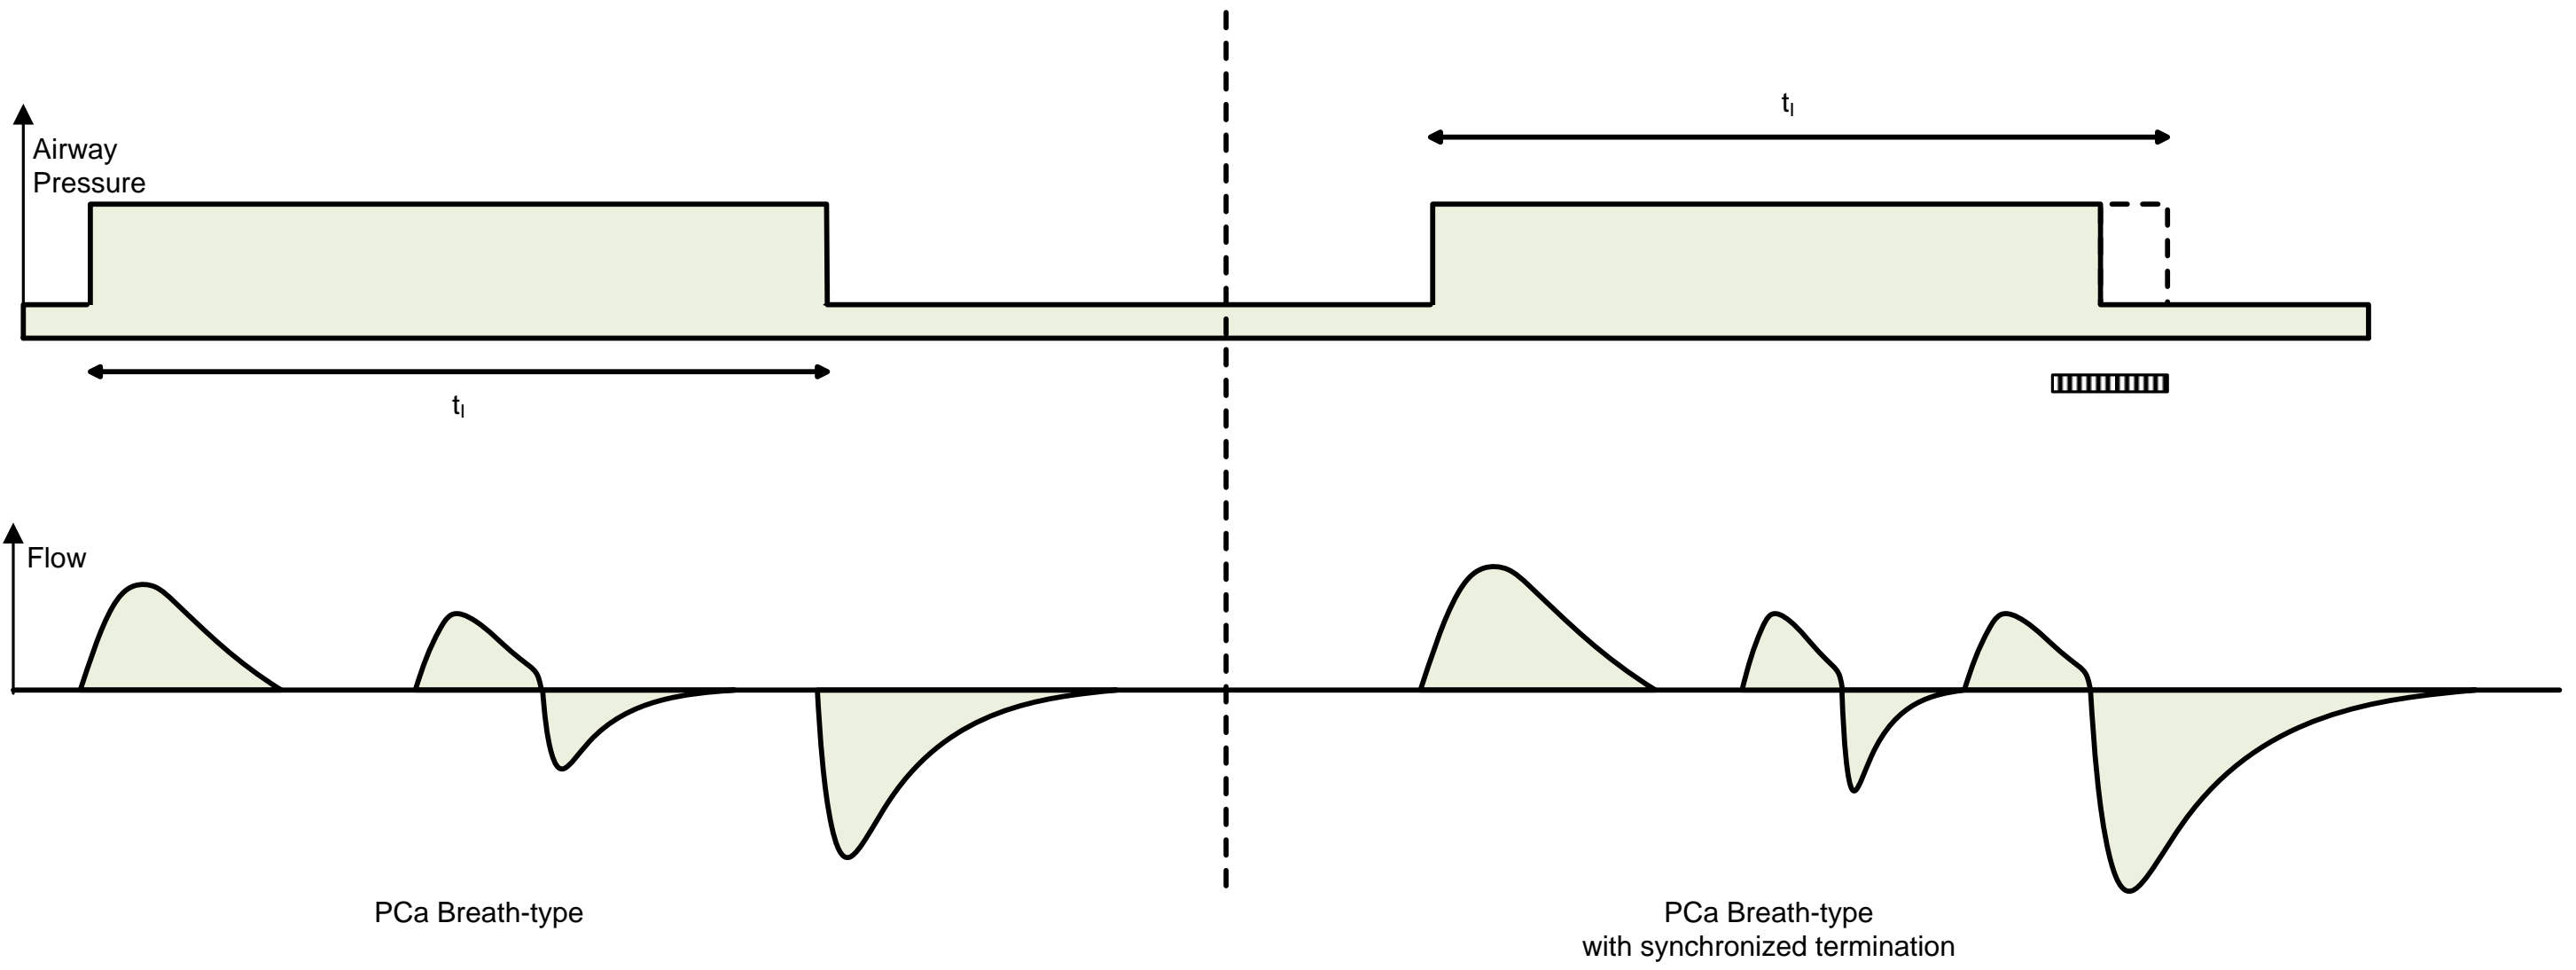 t<sub>I</sub>
Airway
Pressure
t<sub>I</sub>
Flow
PCa Breath-type
PCa Breath-type
with synchronized termination